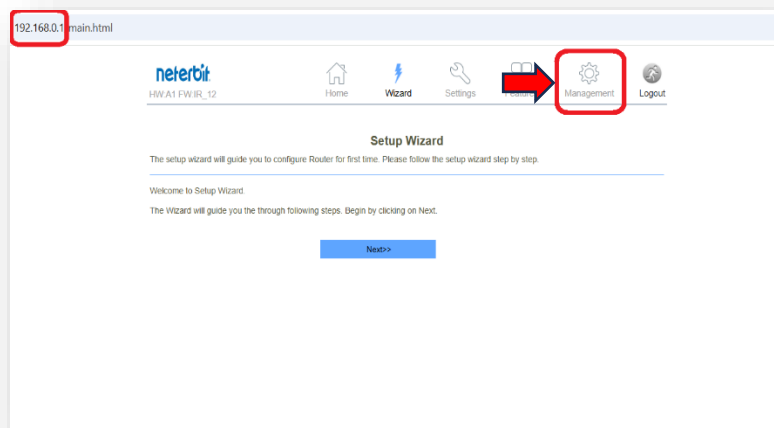 192.168.0.1/main.html
neterbit
HW:A1 FW:IR_12
Home
Wizard
Settings
Management
Logout
Setup Wizard
The setup wizard will guide you to configure Router for first time. Please follow the setup wizard step by step.
Welcome to Setup Wizard.
The Wizard will guide you the through following steps. Begin by clicking on Next.
Next>>